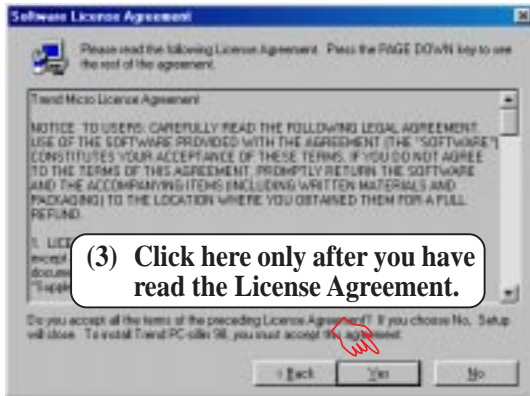 Software License Agreement
Please read the following License Agreement. Press the PAGE DOWN key to see
the rest of the agreement.
Trend Micro License Agreement
NOTICE TO USERS: CAREFULLY READ THE FOLLOWING LEGAL AGREEMENT.
USE OF THE SOFTWARE PROVIDED WITH THE AGREEMENT (THE "SOFTWARE")
CONSTITUTES YOUR ACCEPTANCE OF THESE TERMS. IF YOU DO NOT AGREE
TO THE TERMS OF THIS AGREEMENT, PROMPTLY RETURN THE SOFTWARE
AND THE ACCOMPANYING ITEMS (INCLUDING WRITTEN MATERIALS AND
PACKAGING) TO THE LOCATION WHERE YOU OBTAINED THEM FOR A FULL
REFUND.
1. LICE
except
docume
"Supple
(3) Click here only after you have
read the License Agreement.
Do you accept all the terms of the preceding License Agreement? If you choose No, Setup
will close. To install Trend PC-cillin 98, you must accept this agreement.
< Back
Yes
No